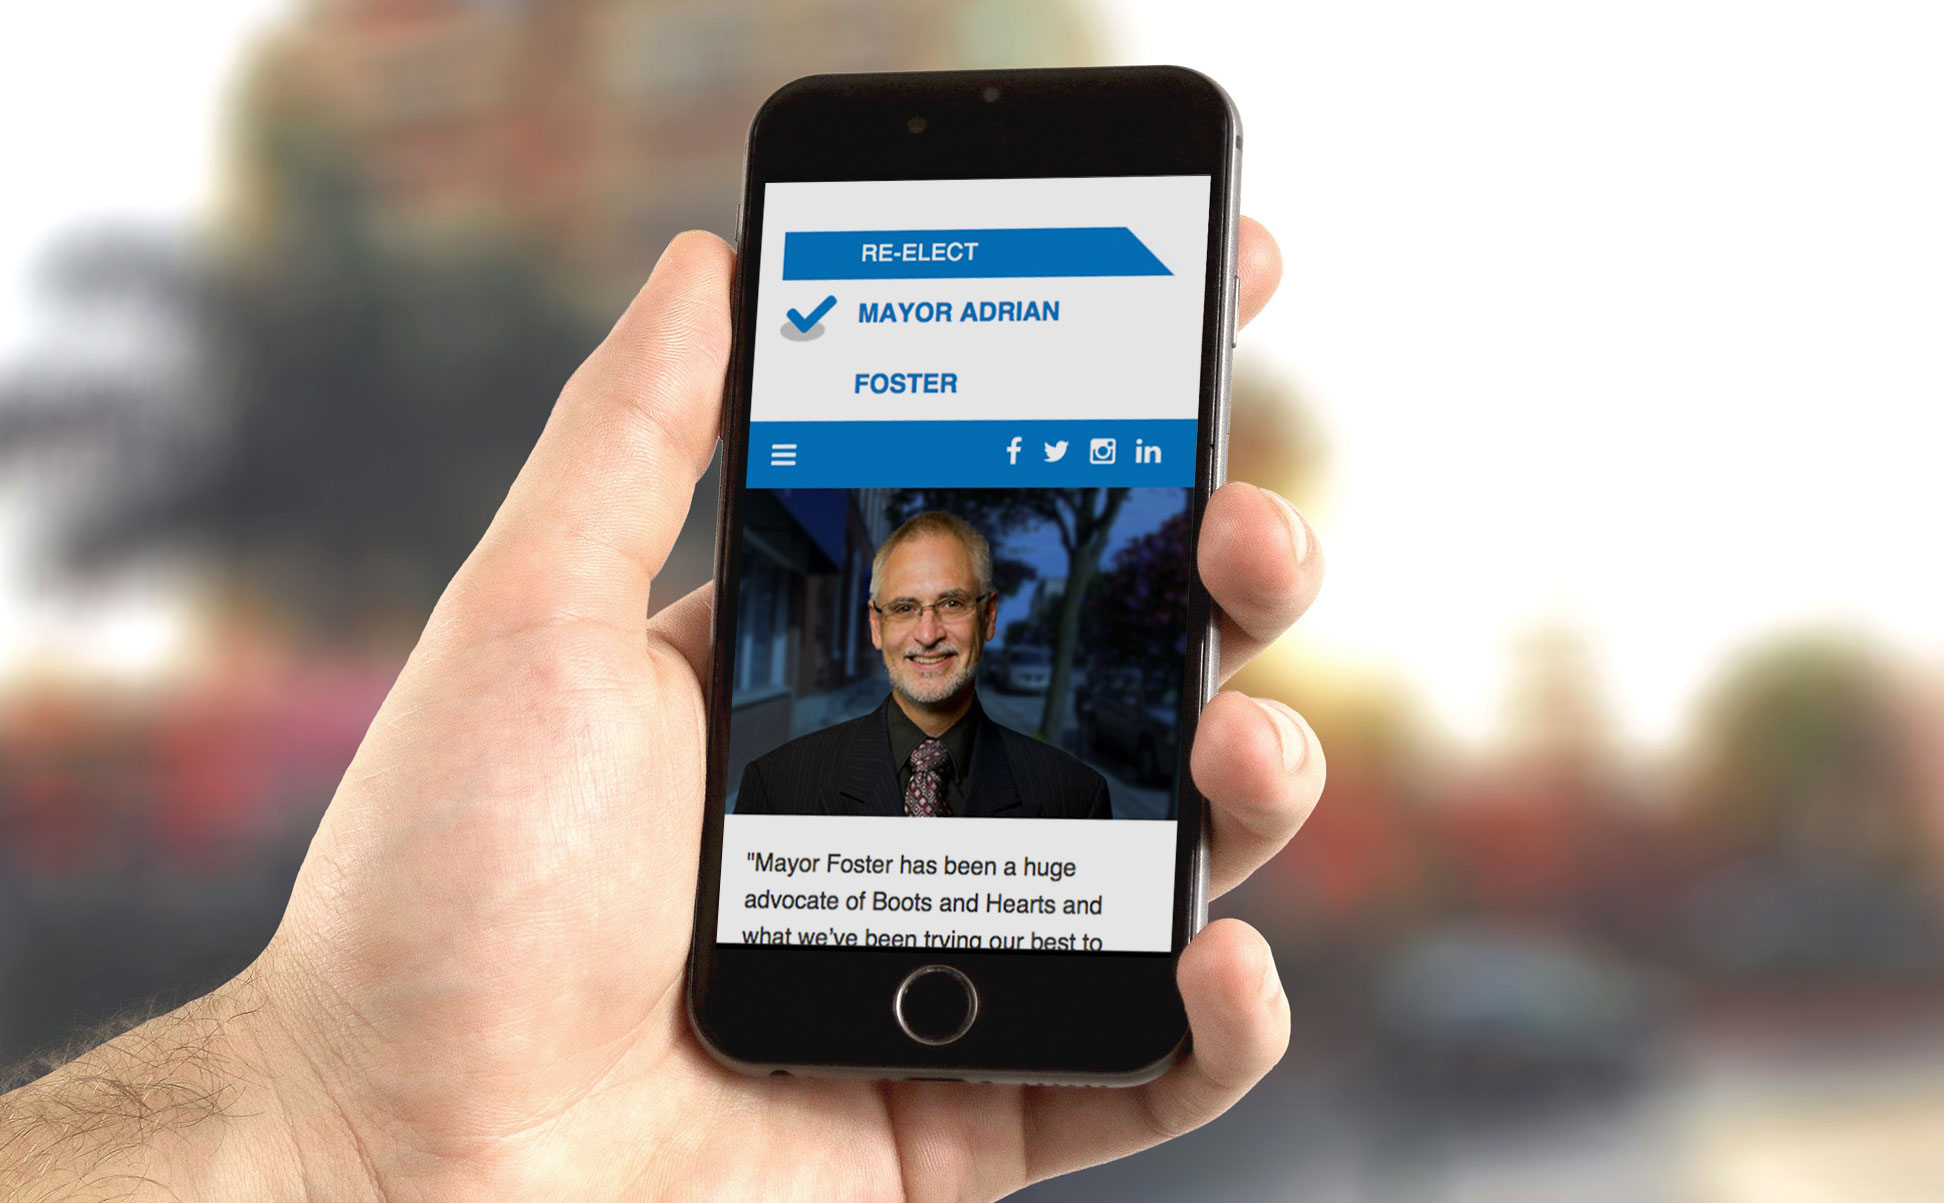 RE-ELECT
MAYOR ADRIAN
FOSTER
"Mayor Foster has been a huge
advocate of Boots and Hearts and
what we've been trying our best to